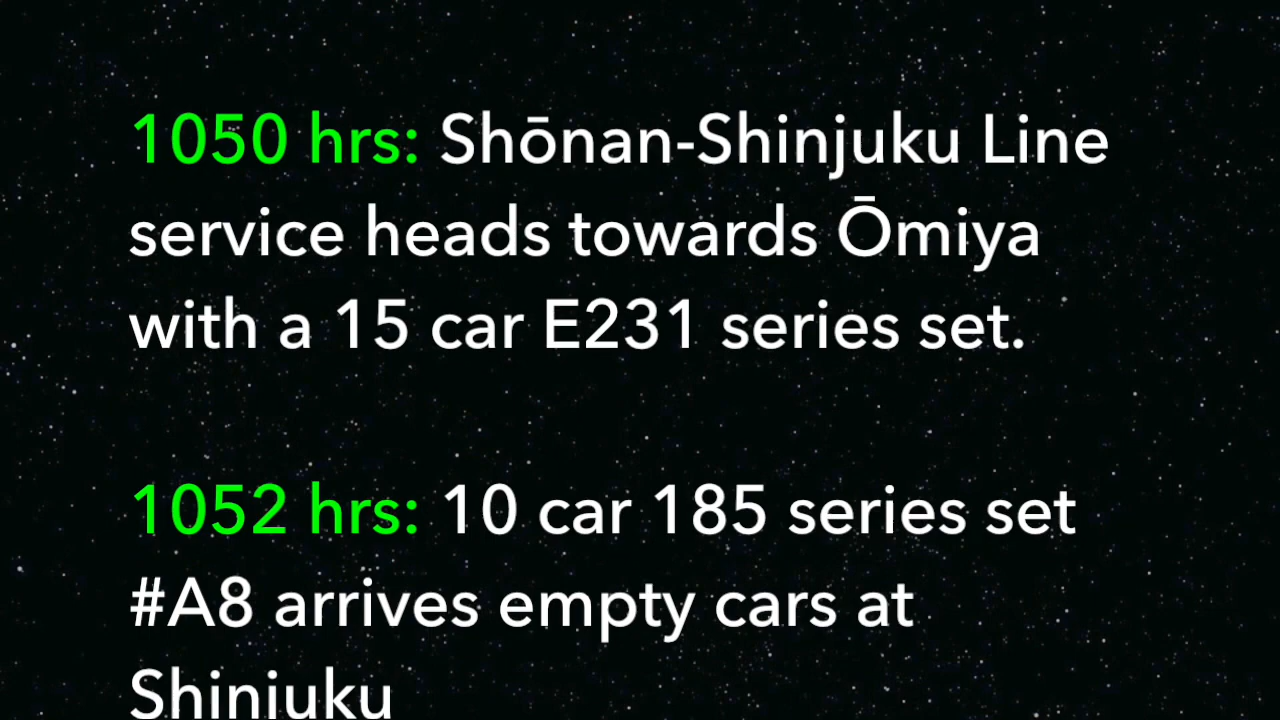 1050 hrs: Shōnan-Shinjuku Line
service heads towards Ōmiya
with a 15 car E231 series set.
1052 hrs: 10 car 185 series set
#A8 arrives empty cars at
Shinjuku